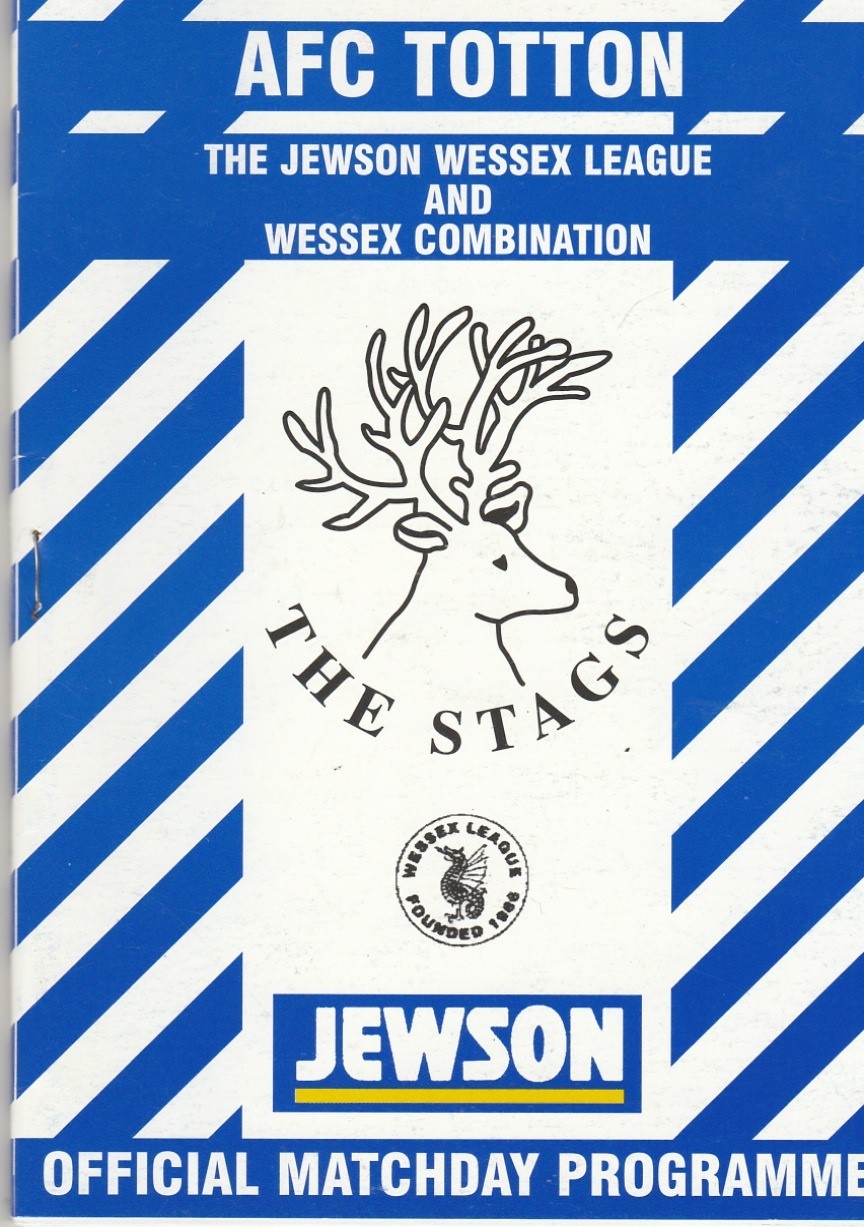 AFC TOTTON
THE JEWSON WESSEX LEAGUE
AND
WESSEX COMBINATION
THE STAGS
WESSEX LEAGUE
FOUNDED 1986
JEWSON
OFFICIAL MATCHDAY PROGRAMME